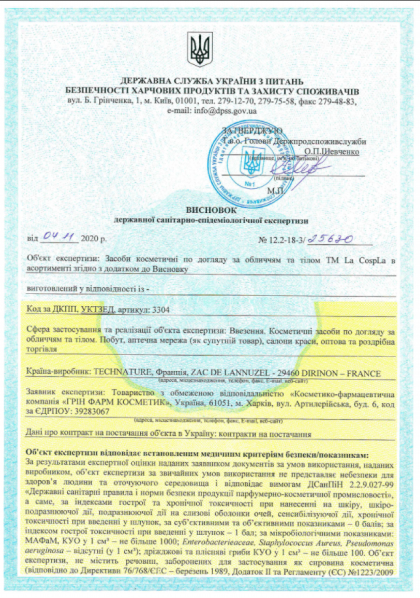 ДЕРЖАВНА СЛУЖБА УКРАЇНИ З ПИТАНЬ
БЕЗПЕЧНОСТІ ХАРЧОВИХ ПРОДУКТІВ ТА ЗАХИСТУ СПОЖИВАЧІВ
вул. Б. Грінченка, 1, м. Київ, 01001, тел. 279-12-70, 279-75-58, факс 279-48-83,
e-mail: info@dpss.gov.ua
ЗАТВЕРДЖУЮ
Т.в.о. Голови Держпродспоживслужби
О.П.Шевченко
(підпис)
М.П.
ВИСНОВОК
державної санітарно-епідеміологічної експертизи
від 04 11 2020 р. № 12.2-18-3/25630
Об'єкт експертизи: Засоби косметичні по догляду за обличчям та тілом ТМ La CospLa в
асортименті згідно з додатком до Висновку
виготовлений у відповідність із -
Код за ДКПП, УКТЗЕД, артикул: 3304
Сфера застосування та реалізації об'єкта експертизи: Ввезення. Косметичні засоби по догляду за
обличчям та тілом. Побут, аптечна мережа (як супутній товар), салони краси, оптова та роздрібна
торгівля
Країна-виробник: TECHNATURE, Франція, ZAC DE LANNUZEL - 29460 DIRINON – FRANCE
(адреса, місцезнаходження, телефон, факс, E-mail, веб-сайт)
Заявник експертизи: Товариство з обмеженою відповідальністю «Косметико-фармацевтична
компанія «ГРІН ФАРМ КОСМЕТИК», Україна, 61051, м. Харків, вул. Артилерійська, буд. 6, код
за ЄДРПОУ: 39283067
(адреса, місцезнаходження, телефон, факс, E-mail, веб-сайт)
Дані про контракт на постачання об'єкта в Україну: контракти на постачання
Об'єкт експертизи відповідає встановленим медичним критеріям безпеки/показникам:
За результатами експертної оцінки наданих заявником документів за умов використання, наданих
виробником, об'єкт експертизи за звичайних умов використання не представляє небезпеки для
здоров'я людини та оточуючого середовища і відповідає вимогам ДСанПіН 2.2.9.027-99
«Державні санітарні правила і норми безпеки продукції парфумерно-косметичної промисловості»,
а саме, за індексами гострої та хронічної токсичності при нанесенні на шкіру, шкіро-
подразнюючої дії, подразнюючої дії на слизові оболонки очей, сенсибілізуючої дії, хронічної
токсичності при введенні у шлунок, за суб'єктивними та об'єктивними показниками – 0 балів; за
індексом гострої токсичності при введенні у шлунок – 1 бал; за мікробіологічними показниками:
МАФаМ, КУО у 1 см³ – не більше 1000; Enterobacteriaceae, Staphylococcus Aureus, Pseudomonas
aeruginosa – відсутні (у 1 см³); дріжджові та плісняві гриби КУО у 1 см³ – не більше 100. Об'єкт
експертизи, не містить речовини, заборонених для застосування як сировина косметична
(відповідно до Директиви 76/768/ЄЕС – березень 1989, Додаток ІІ та Регламенту (ЄС) №1223/2009